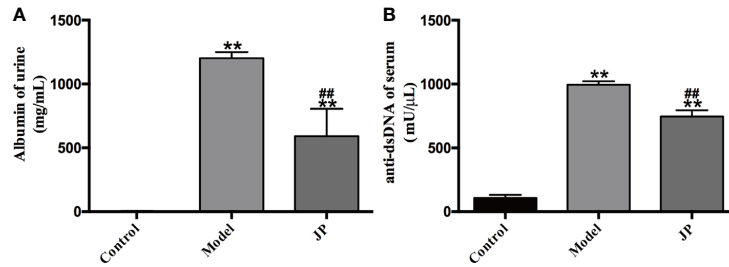 A
Albumin of urine
(mg/mL)
1500
1000
500
0
**
##
**
Control
Model
JP
B
anti-dsDNA of serum
( mU/μL)
1500
1000
500
0
**
##
**
Control
Model
JP